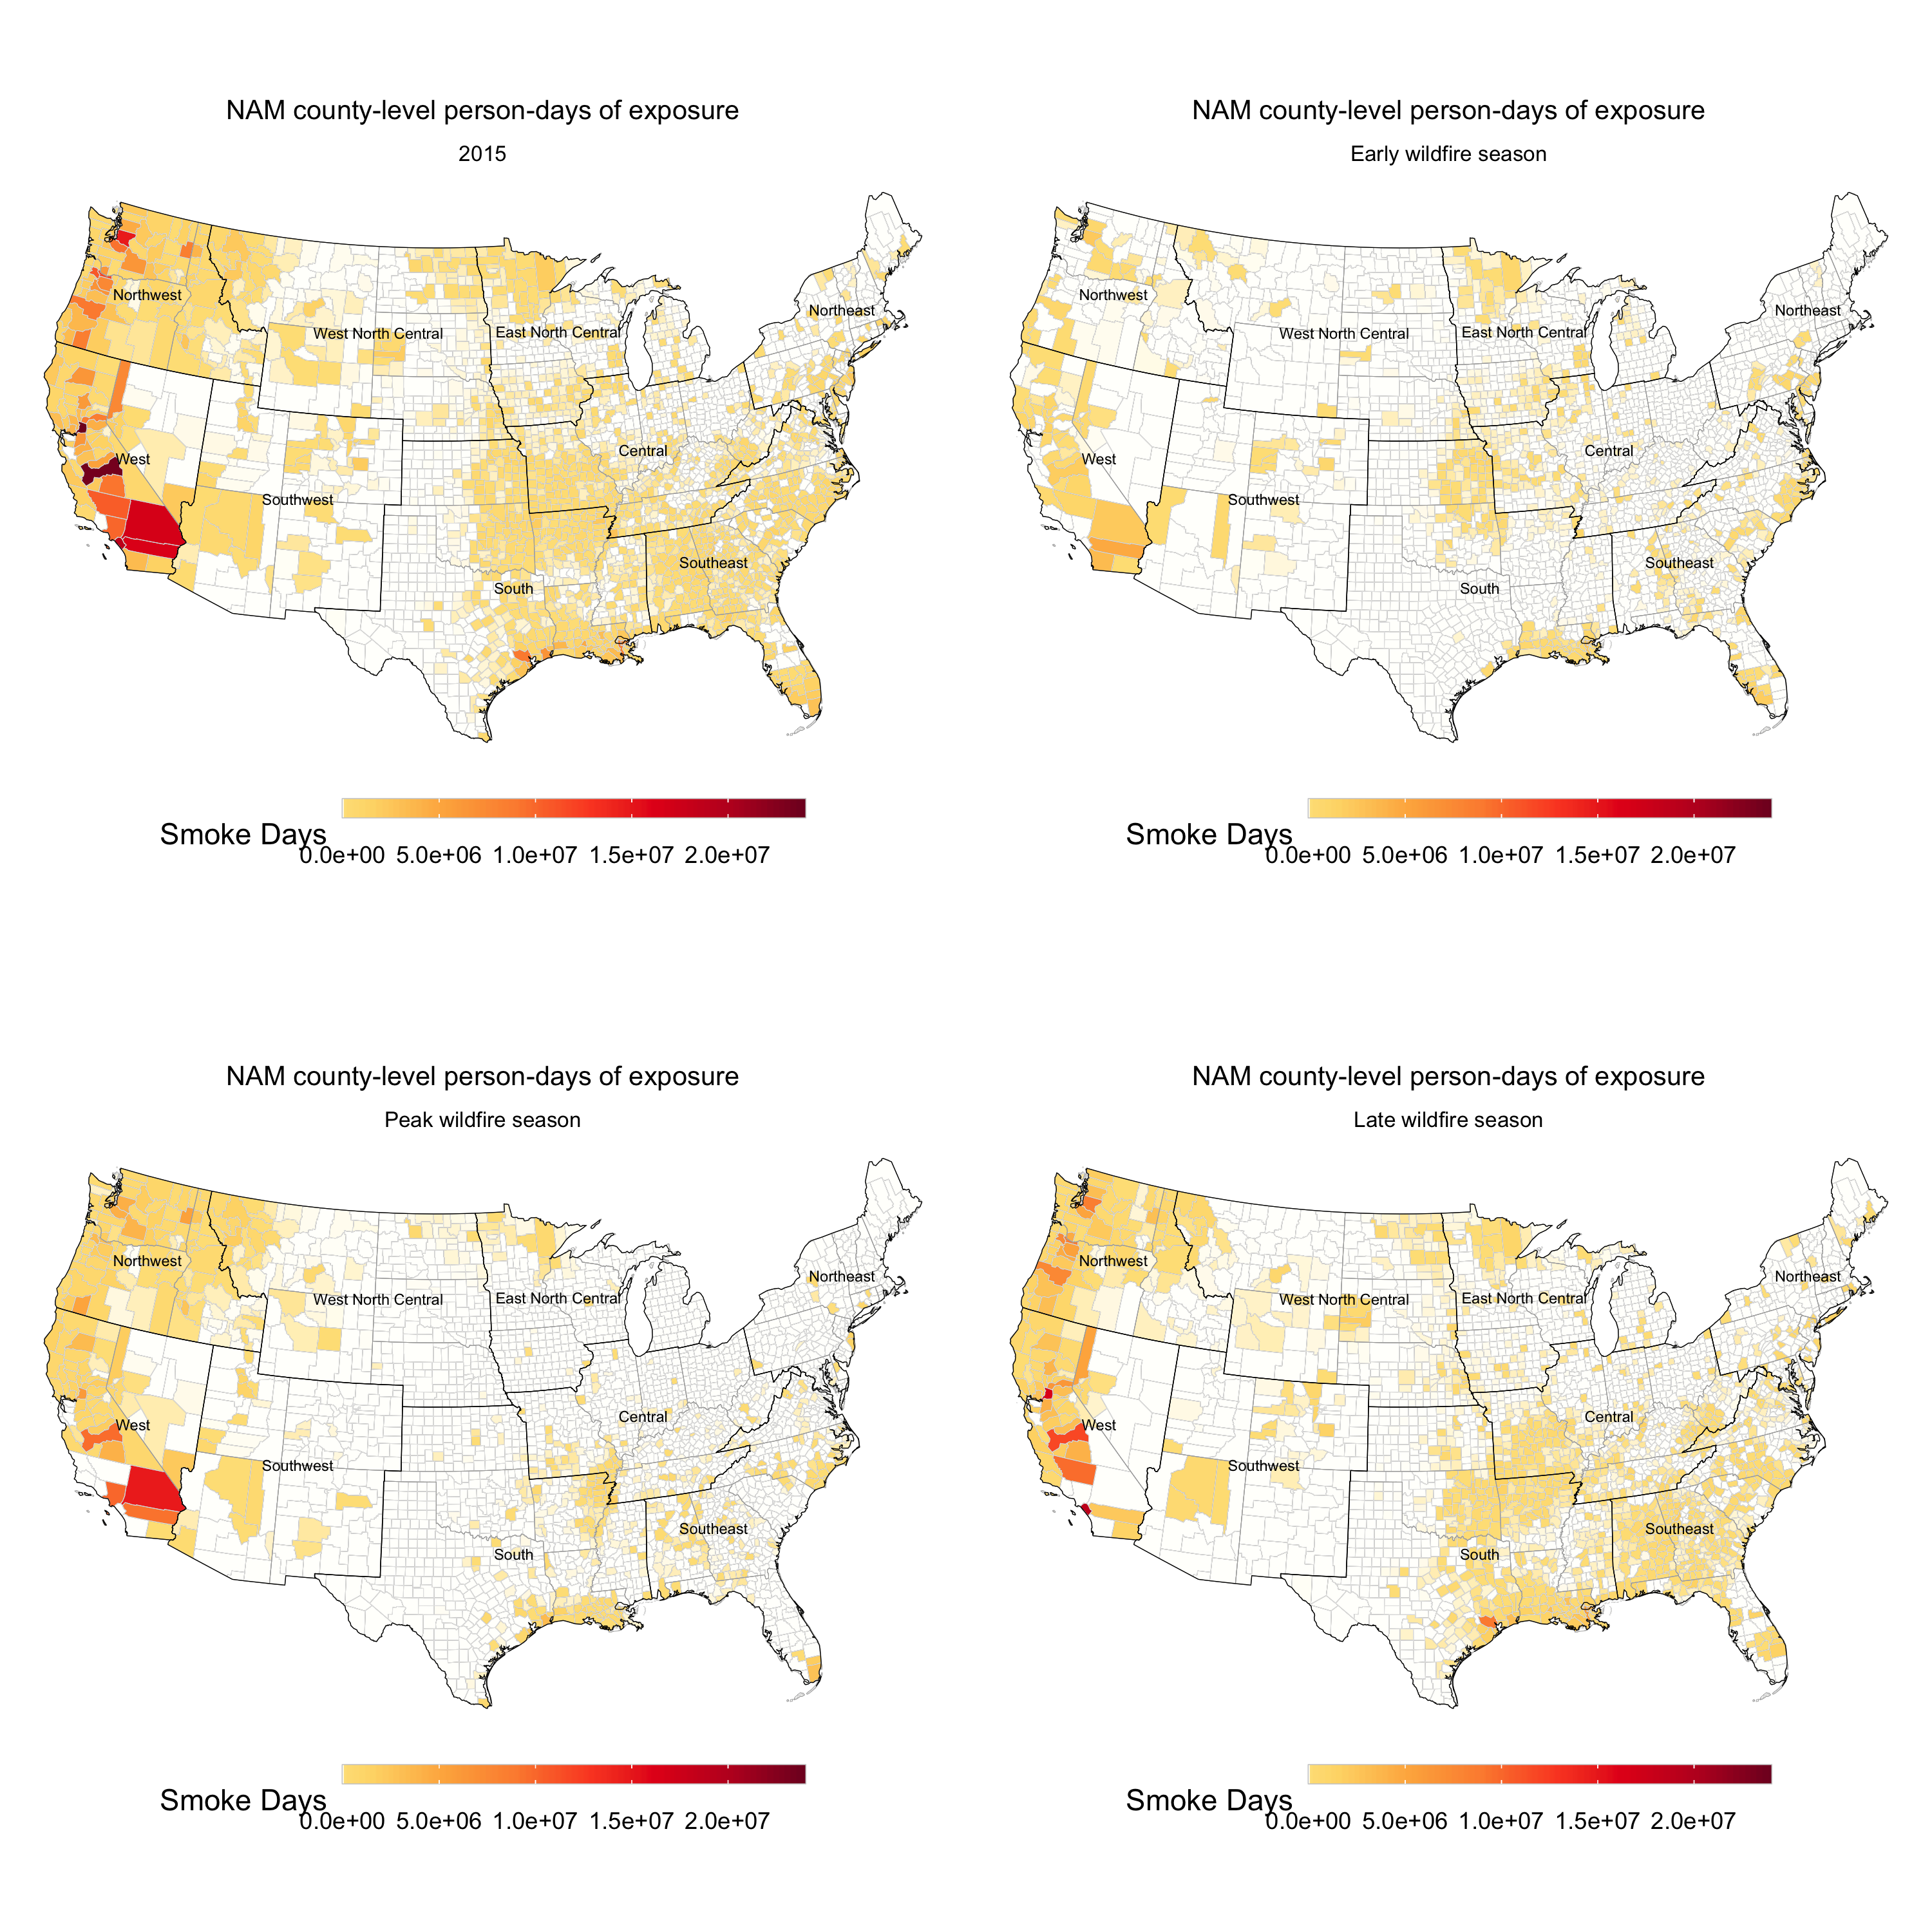 NAM county-level person-days of exposure
2015
Northwest
West North Central
East North Central
Northeast
West
Central
Southwest
Southeast
South
Smoke Days
0.0e+00 5.0e+06 1.0e+07 1.5e+07 2.0e+07
NAM county-level person-days of exposure
Early wildfire season
Northwest
West North Central
East North Central
Northeast
West
Central
Southwest
Southeast
South
Smoke Days
0.0e+00 5.0e+06 1.0e+07 1.5e+07 2.0e+07
NAM county-level person-days of exposure
Peak wildfire season
Northwest
West North Central
East North Central
Northeast
West
Central
Southwest
Southeast
South
Smoke Days
0.0e+00 5.0e+06 1.0e+07 1.5e+07 2.0e+07
NAM county-level person-days of exposure
Late wildfire season
Northwest
West North Central
East North Central
Northeast
West
Central
Southwest
Southeast
South
Smoke Days
0.0e+00 5.0e+06 1.0e+07 1.5e+07 2.0e+07